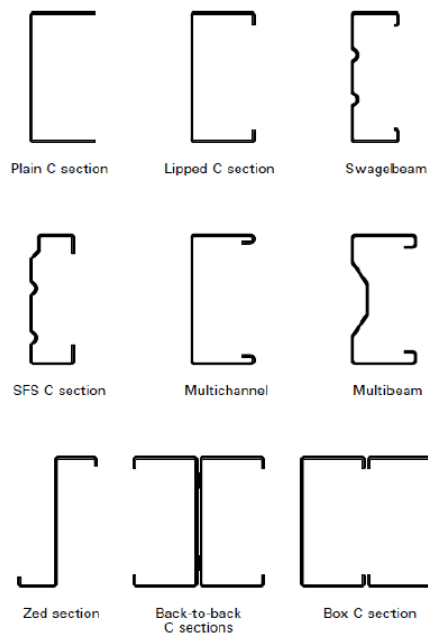 Plain C section
Lipped C section
Swagebeam
SFS C section
Multichannel
Multibeam
Zed section
Back-to-back
C sections
Box C section